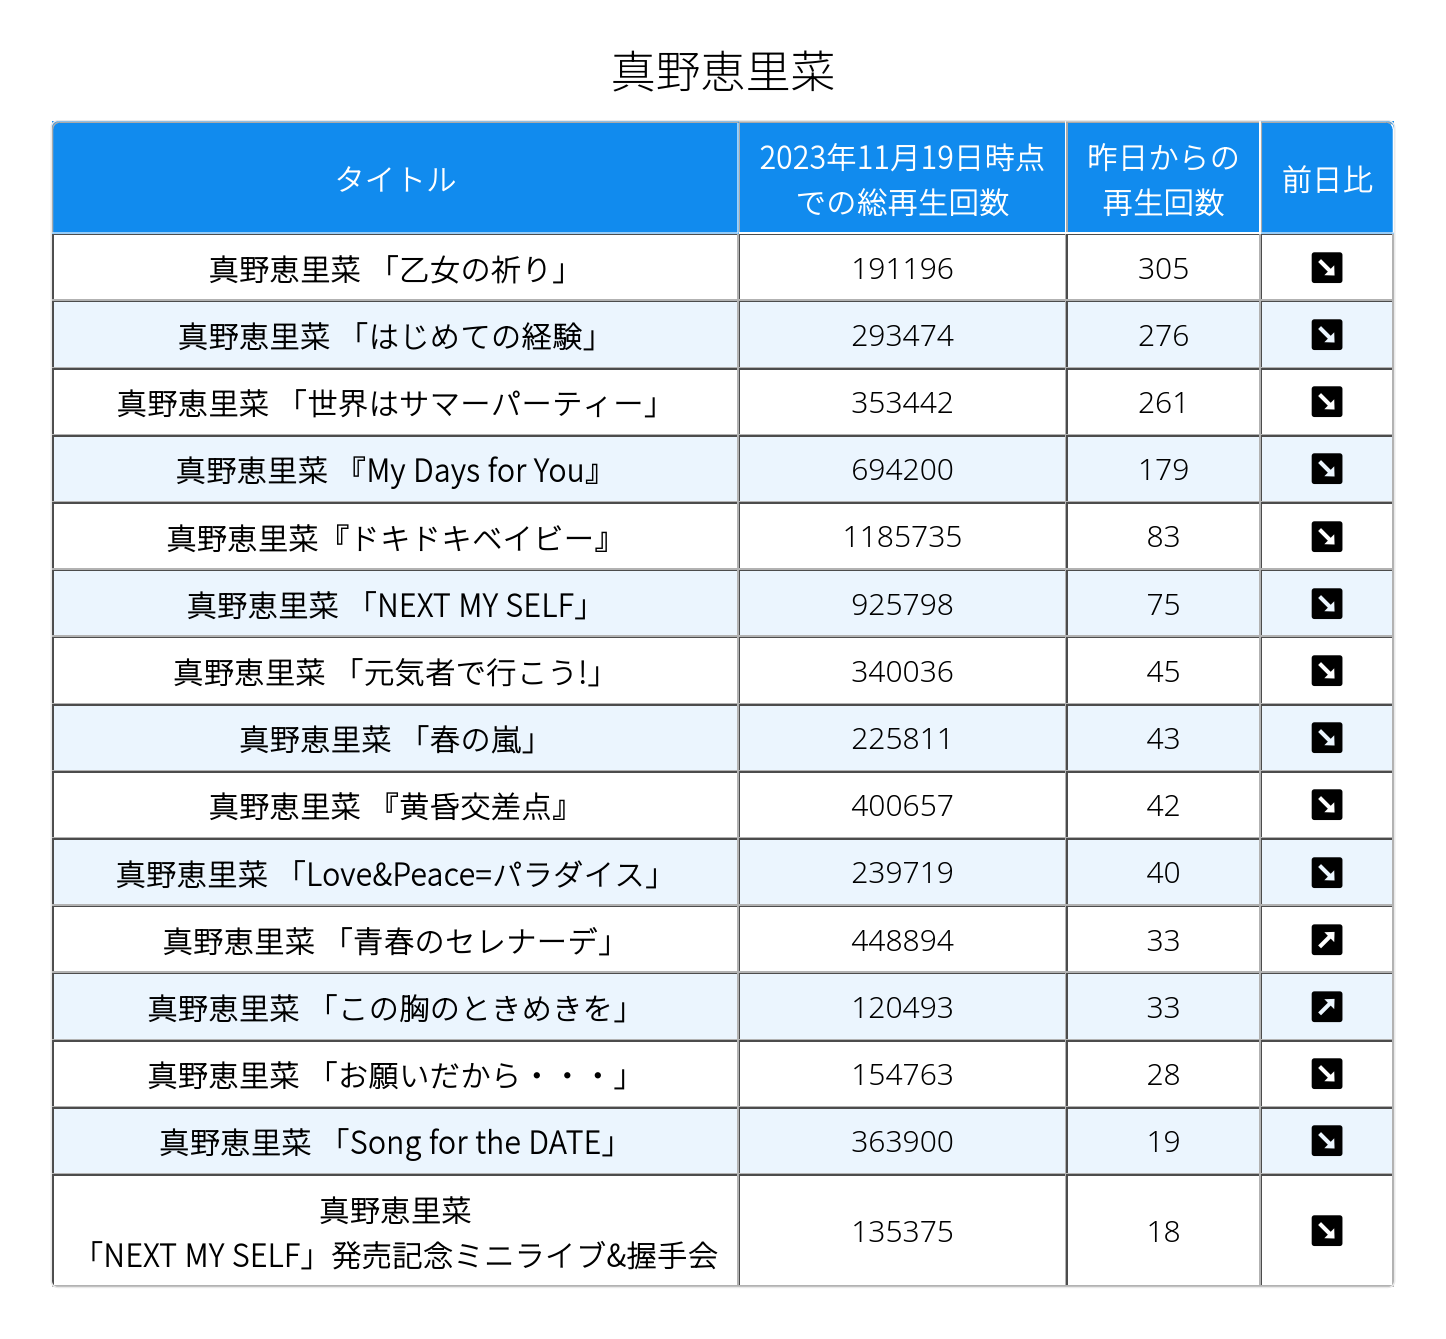 真野恵里菜
タイトル 2023年11月19日時点での総再生回数 昨日からの再生回数 前日比
真野恵里菜 「乙女の祈り」 191196 305 ↘
真野恵里菜 「はじめての経験」 293474 276 ↘
真野恵里菜 「世界はサマーパーティー」 353442 261 ↘
真野恵里菜 『My Days for You』 694200 179 ↘
真野恵里菜『ドキドキベイビー』 1185735 83 ↘
真野恵里菜 「NEXT MY SELF」 925798 75 ↘
真野恵里菜 「元気者で行こう!」 340036 45 ↘
真野恵里菜 「春の嵐」 225811 43 ↘
真野恵里菜 『黄昏交差点』 400657 42 ↘
真野恵里菜 「Love&Peace=パラダイス」 239719 40 ↘
真野恵里菜 「青春のセレナーデ」 448894 33 ↗
真野恵里菜 「この胸のときめきを」 120493 33 ↗
真野恵里菜 「お願いだから・・・」 154763 28 ↘
真野恵里菜 「Song for the DATE」 363900 19 ↘
真野恵里菜
「NEXT MY SELF」発売記念ミニライブ&握手会 135375 18 ↘